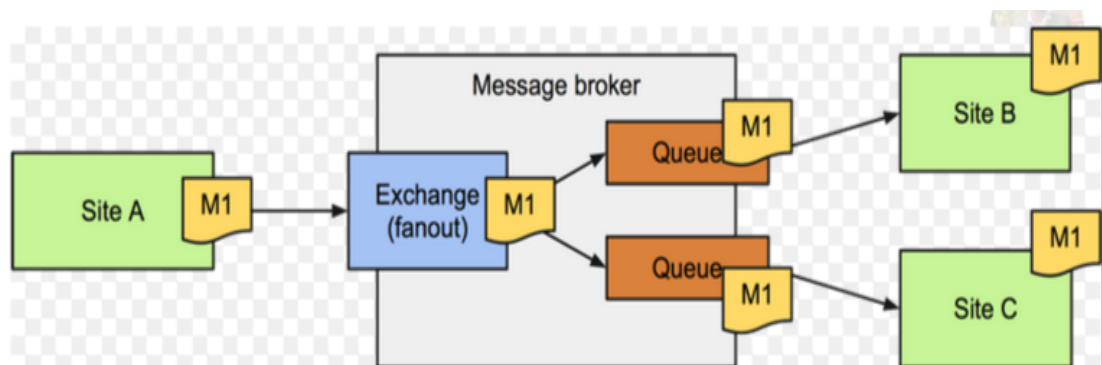 Message broker
M1
Site B
M1
Queue
Site A
M1
Exchange
(fanout)
M1
Queue
M1
M1
Site C